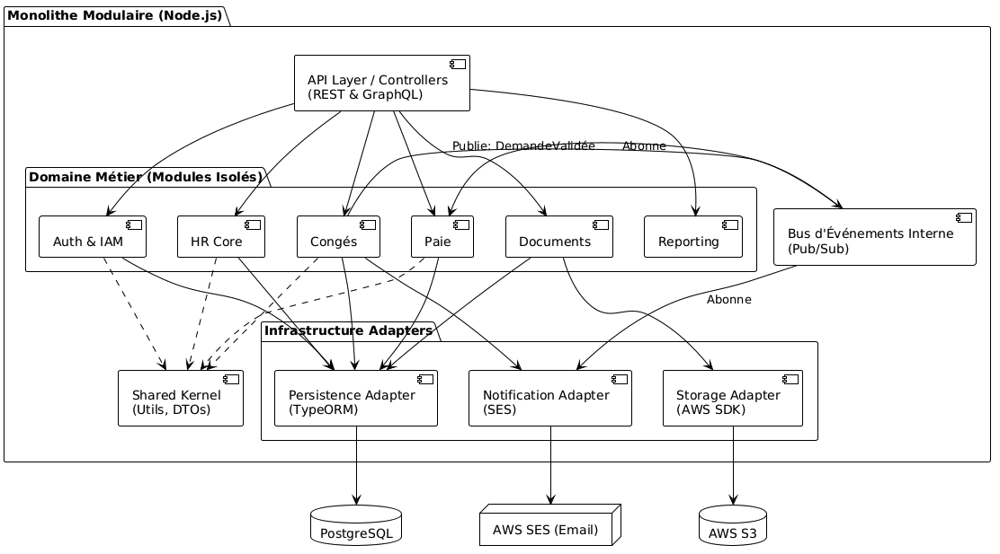 Monolithe Modulaire (Node.js)
API Layer / Controllers
(REST & GraphQL)
Publie: DemandeValidée
Abonne
Domaine Métier (Modules Isolés)
Auth & IAM
HR Core
Congés
Paie
Documents
Reporting
Bus d'Événements Interne
(Pub/Sub)
Abonne
Infrastructure Adapters
Shared Kernel
(Utils, DTOs)
Persistence Adapter
(TypeORM)
Notification Adapter
(SES)
Storage Adapter
(AWS SDK)
PostgreSQL
AWS SES (Email)
AWS S3